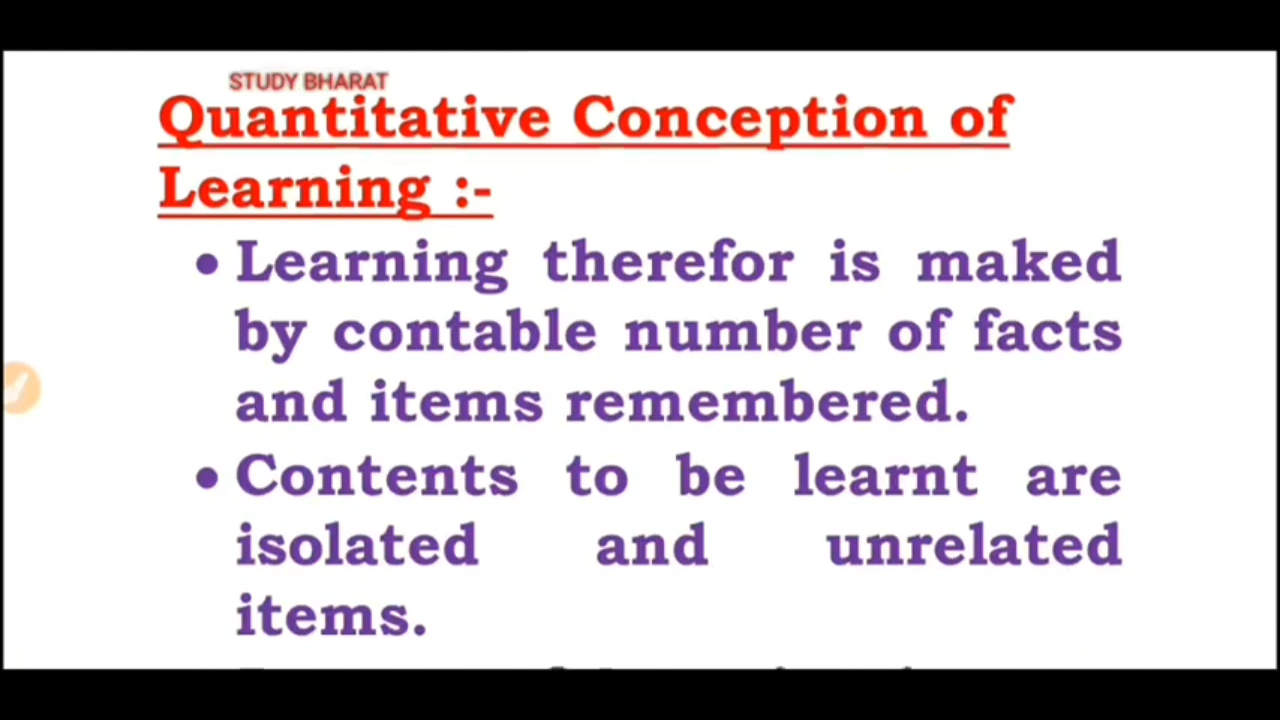 STUDY BHARAT
Quantitative Conception of
Learning :-
• Learning therefor is maked
by contable number of facts
and items remembered.
• Contents to be learnt are
isolated and unrelated
items.